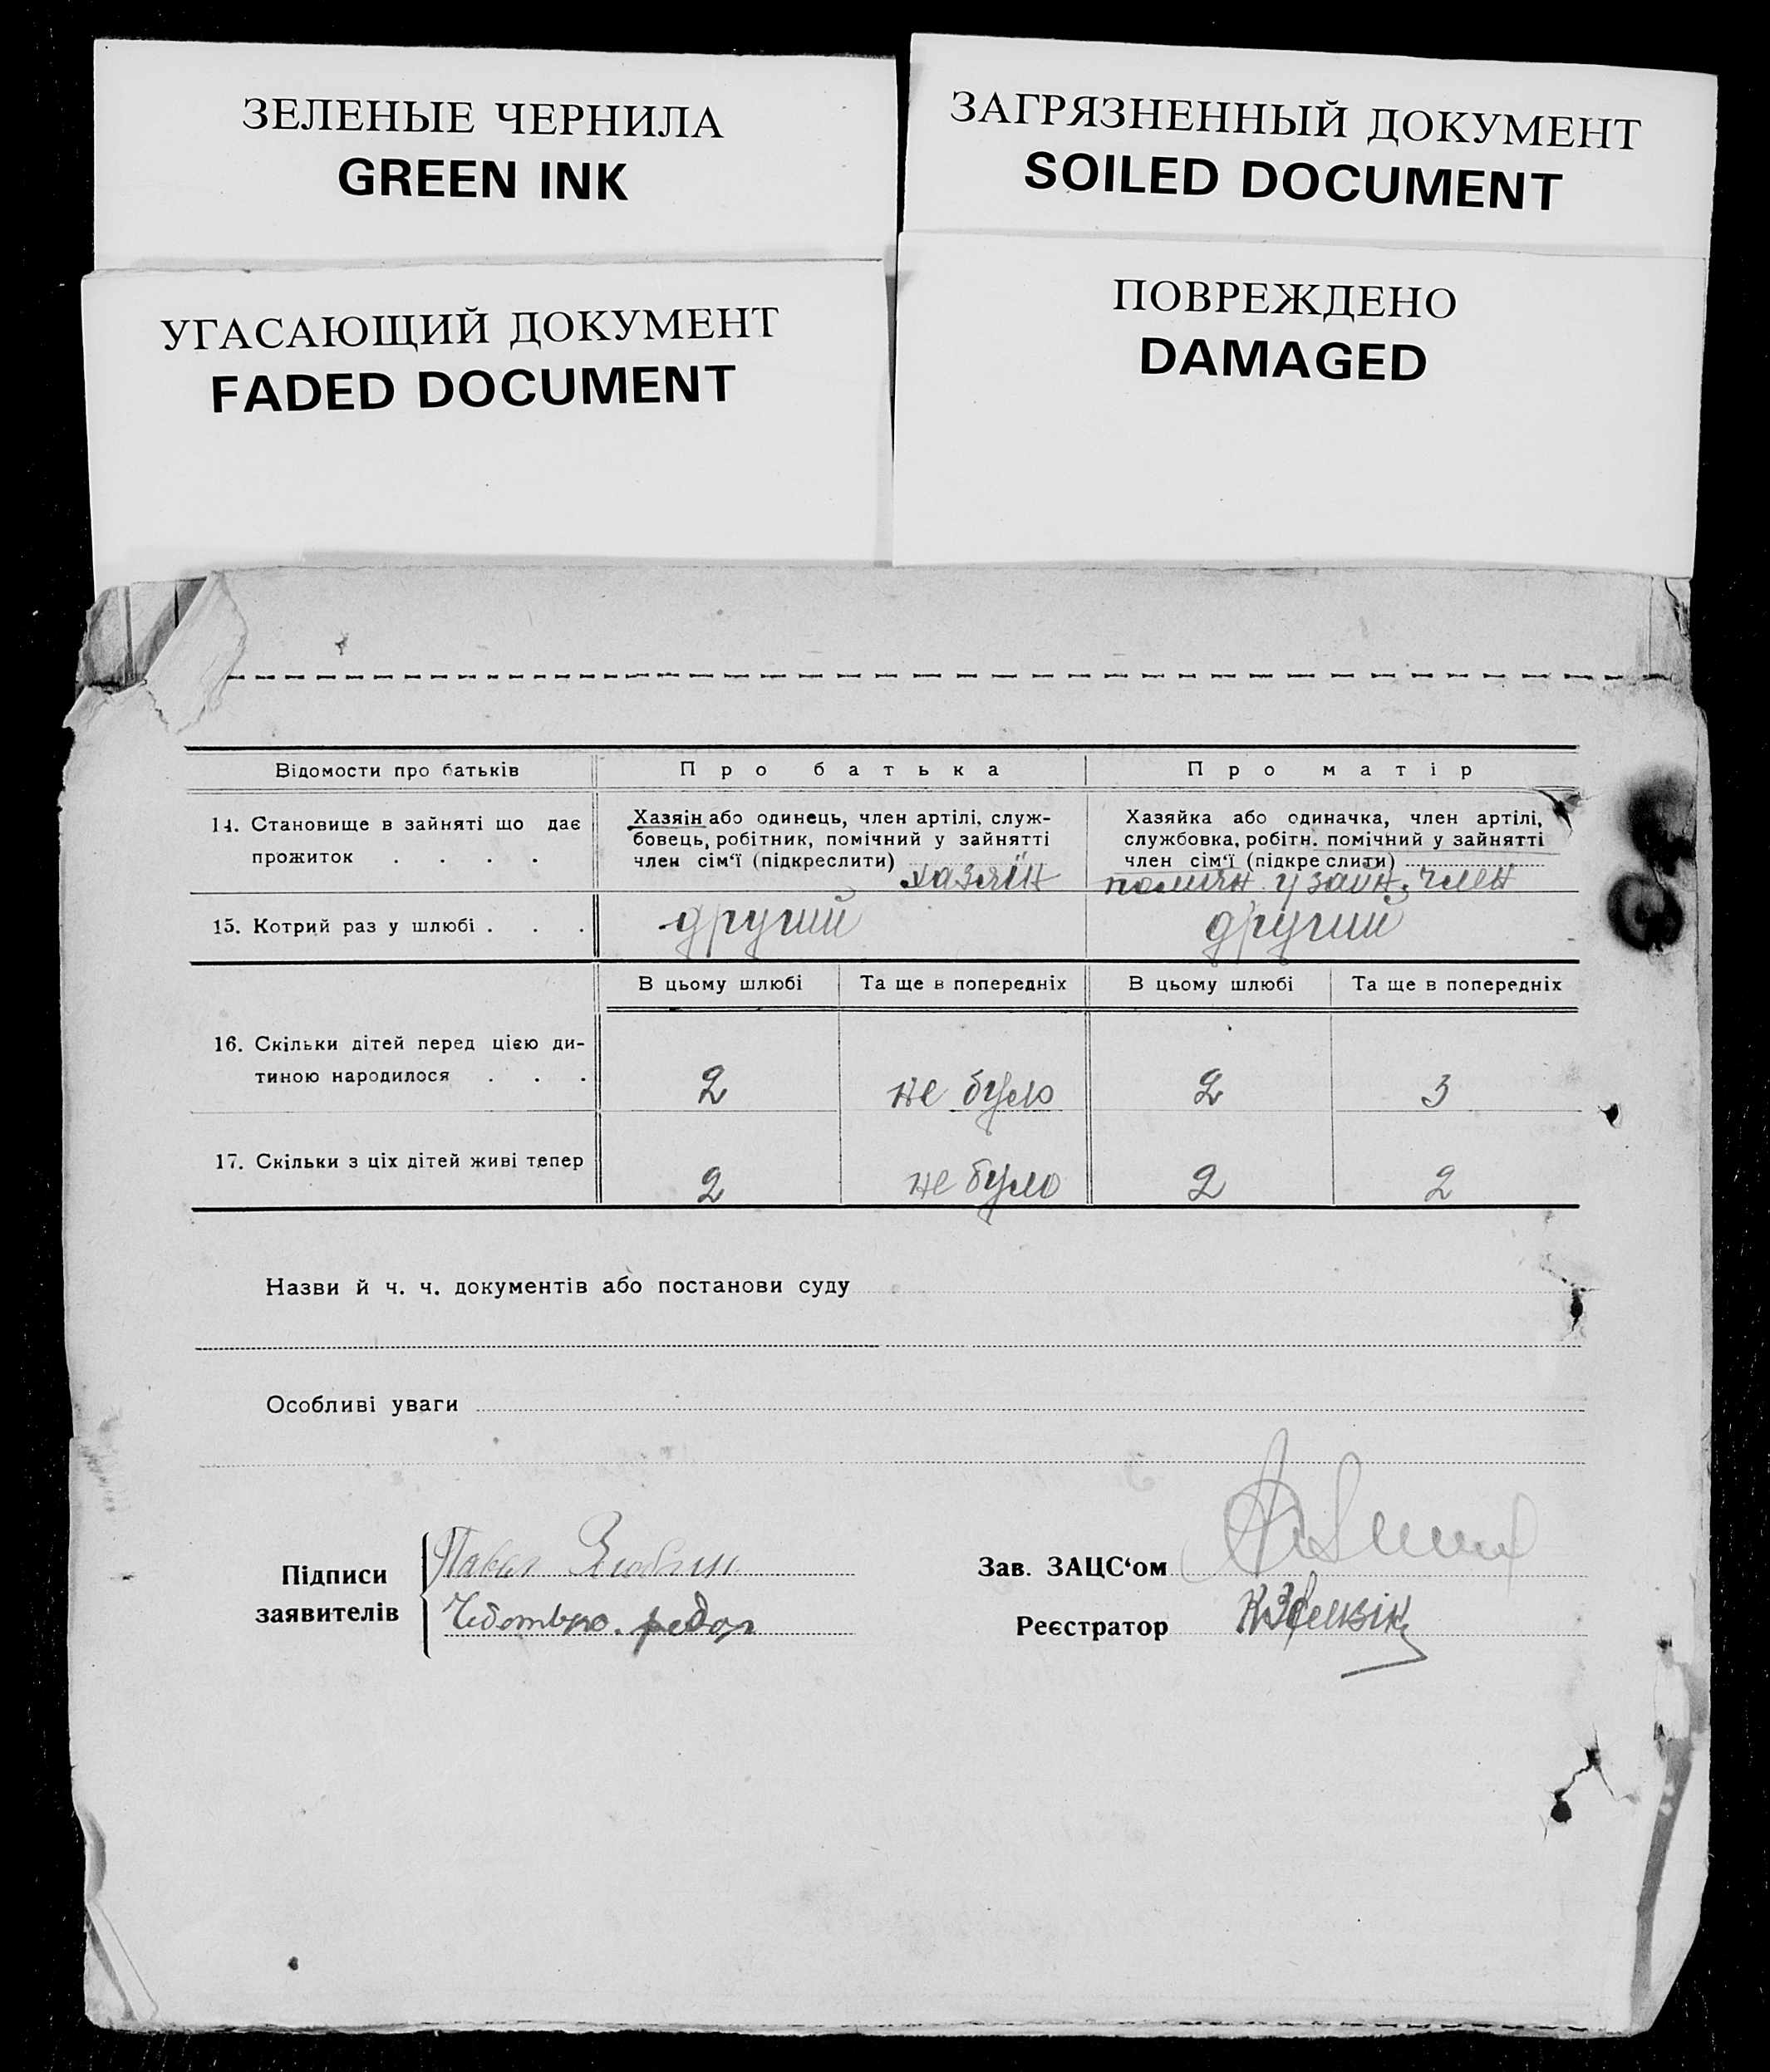 ЗЕЛЕНЫЕ ЧЕРНИЛА
GREEN INK
ЗАГРЯЗНЕННЫЙ ДОКУМЕНТ
SOILED DOCUMENT
УГАСАЮЩИЙ ДОКУМЕНТ
FADED DOCUMENT
ПОВРЕЖДЕНО
DAMAGED
Відомости про батьків
Про батька
Про матір
14. Становище в зайняті що дає
прожиток . . . .
Хазяін або одинець, член артілі, служ-
бовець, робітник, помічний у зайнятті
член сім'ї (підкреслити)
хазяїн
Хазяйка або одиначка, член артілі,
службовка, робітн. помічний у зайнятті
член сім'ї (підкреслити)
помічн у зайн. член
15. Котрий раз у шлюбі . . .
другий
другий
В цьому шлюбі
Та ще в попередніх
В цьому шлюбі
Та ще в попередніх
16. Скільки дітей перед цією ди-
тиною народилося . . .
2
не було
2
3
17. Скільки з ціх дітей живі тепер
2
не було
2
2
Назви й ч. ч. документів або постанови суду
Особливі уваги
Підписи
заявителів
Павел
Зав. ЗАЦС'ом
Реєстратор